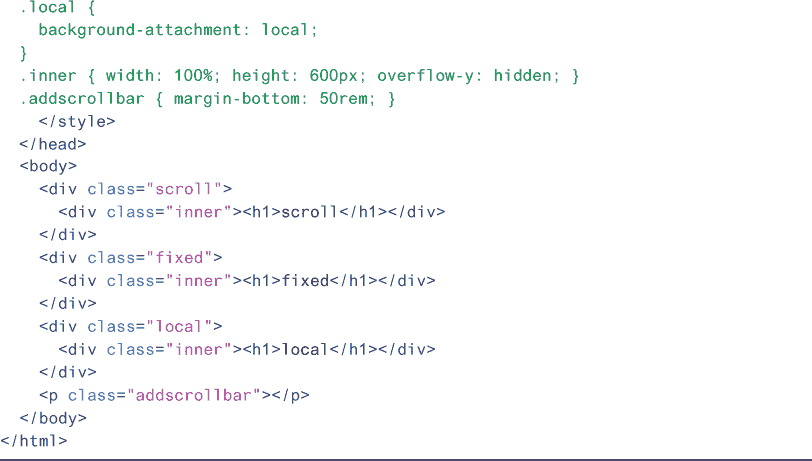 .local {
background-attachment: local;
}
.inner { width: 100%; height: 600px; overflow-y: hidden; }
.addscrollbar { margin-bottom: 50rem; }
</style>
</head>
<body>
<div class="scroll">
<div class="inner"><h1>scroll</h1></div>
</div>
<div class="fixed">
<div class="inner"><h1>fixed</h1></div>
</div>
<div class="local">
<div class="inner"><h1>local</h1></div>
</div>
<p class="addscrollbar"></p>
</body>
</html>